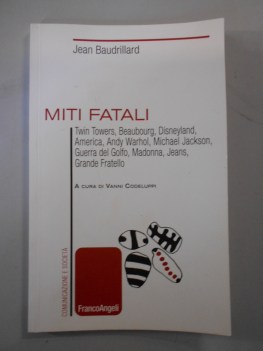 Jean Baudrillard
MITI FATALI
Twin Towers, Beaubourg, Disneyland,
America, Andy Warhol, Michael Jackson,
Guerra del Golfo, Madonna, Jeans,
Grande Fratello
A CURA DI VANNI CODELUPPI
COMUNICAZIONE E SOCIETÀ
FrancoAngeli